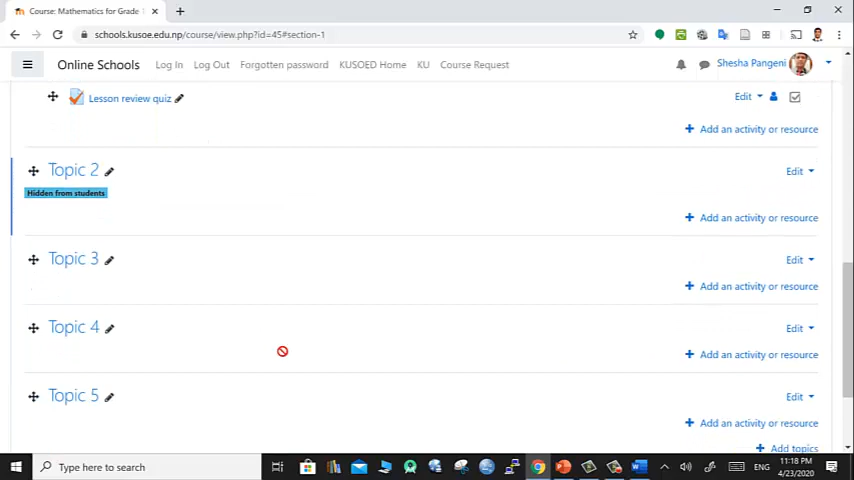 Course: Mathematics for Grade
schools.kusoe.edu.np/course/view.php?id=45#section-1
Online Schools Log In Log Out Forgotten password KUSOED Home KU Course Request Shesha Pangeni
Lesson review quiz Edit
+ Add an activity or resource
Topic 2 Edit
Hidden from students
+ Add an activity or resource
Topic 3 Edit
+ Add an activity or resource
Topic 4 Edit
+ Add an activity or resource
Topic 5 Edit
+ Add an activity or resource
+ Add topics
Type here to search ENG 11:18 PM
4/23/2020